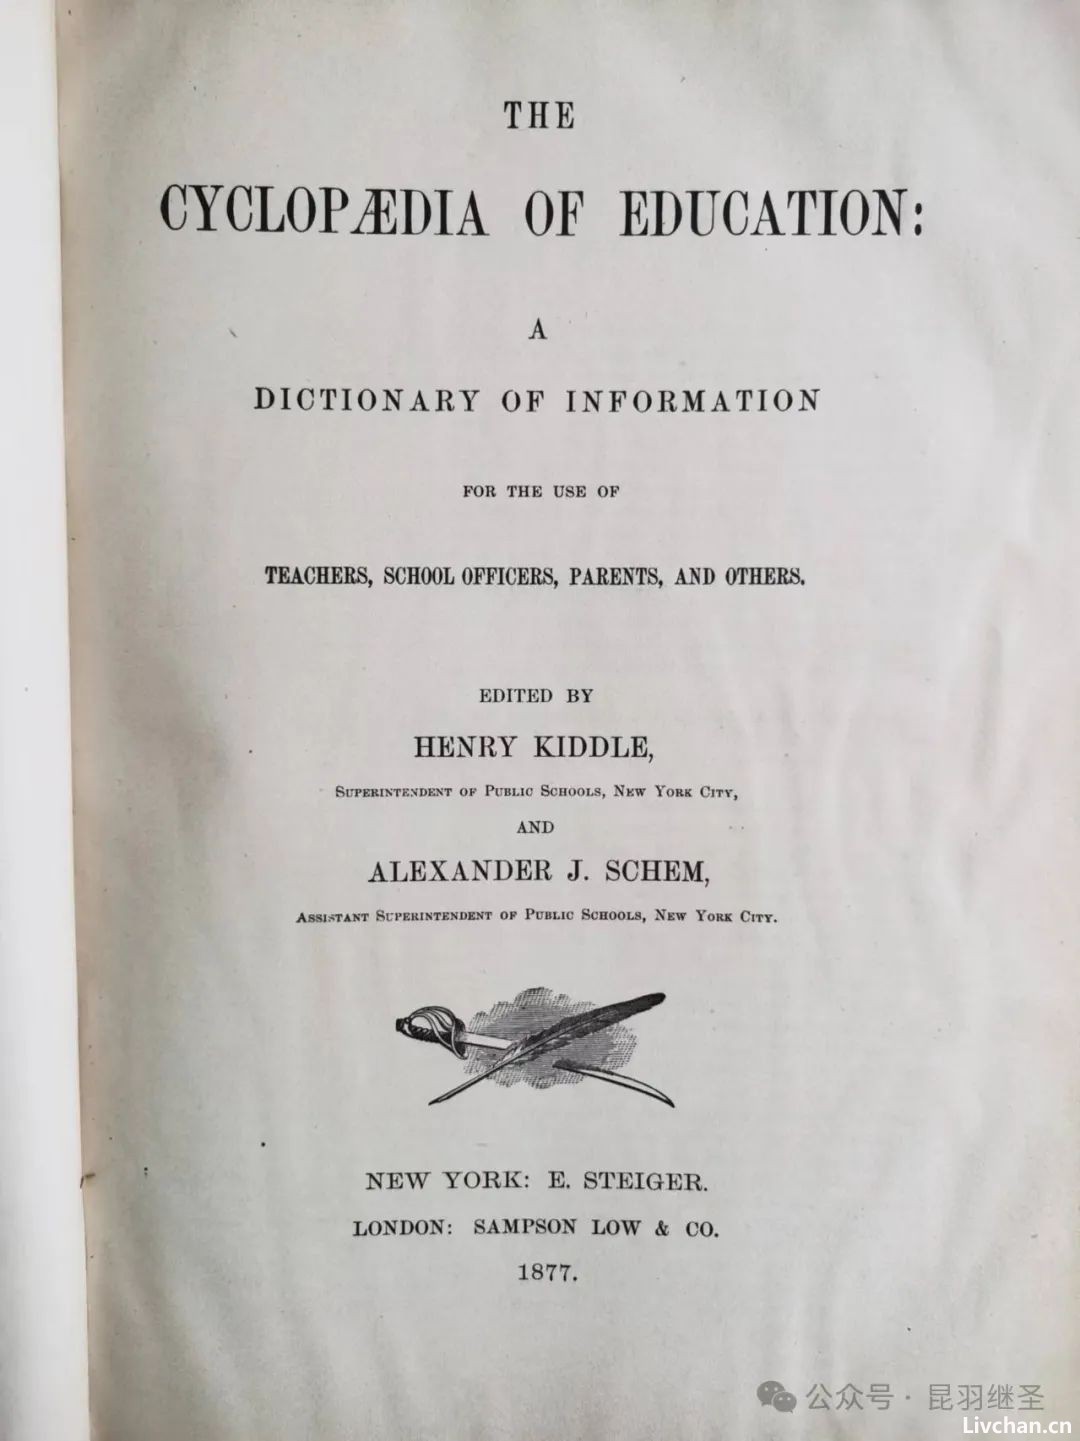 THE
CYCLOPÆDIA OF EDUCATION:
A
DICTIONARY OF INFORMATION
FOR THE USE OF
TEACHERS, SCHOOL OFFICERS, PARENTS, AND OTHERS.
EDITED BY
HENRY KIDDLE,
SUPERINTENDENT OF PUBLIC SCHOOLS, NEW YORK CITY,
AND
ALEXANDER J. SCHEM,
ASSISTANT SUPERINTENDENT OF PUBLIC SCHOOLS, NEW YORK CITY.
NEW YORK: E. STEIGER.
LONDON: SAMPSON LOW & CO.
1877.
公众号 · 昆羽继圣
Livchan.cn